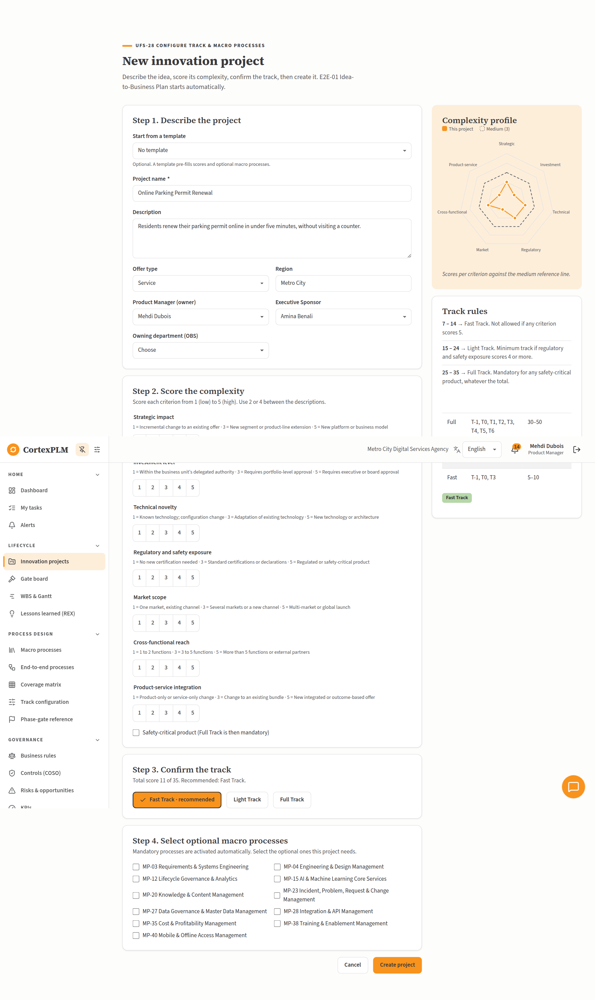 UFS-28 CONFIGURE TRACK & MACRO PROCESSES
New innovation project
Describe the idea, score its complexity, confirm the track, then create it. E2E-01 Idea-
to-Business Plan starts automatically.
Step 1. Describe the project
Start from a template
No template
Optional. A template pre-fills scores and optional macro processes.
Project name *
Online Parking Permit Renewal
Description
Residents renew their parking permit online in under five minutes, without visiting a counter.
Offer type
Region
Service
Metro City
Product Manager (owner)
Executive Sponsor
Mehdi Dubois
Amina Benali
Owning department (OBS)
Choose
Complexity profile
This project
Medium (3)
Strategic
Product-service
Investment
Cross-functional
Technical
Market
Regulatory
Scores per criterion against the medium reference line.
Track rules
7 – 14 → Fast Track. Not allowed if any criterion
scores 5.
15 – 24 → Light Track. Minimum track if regulatory
and safety exposure scores 4 or more.
25 – 35 → Full Track. Mandatory for any safety-critical
product, whatever the total.
Full T-1, T0, T1, T2, T3, 30–50
T4, T5, T6
Step 2. Score the complexity
Score each criterion from 1 (low) to 5 (high). Use 2 or 4 between the descriptions.
Strategic impact
1 = Incremental change to an existing offer · 3 = New segment or product-line extension · 5 = New platform or business model
CortexPLM
Metro City Digital Services Agency
English
14
Mehdi Dubois
Product Manager
HOME
Dashboard
My tasks
Alerts
LIFECYCLE
Innovation projects
Gate board
WBS & Gantt
Lessons learned (REX)
PROCESS DESIGN
Macro processes
End-to-end processes
Coverage matrix
Track configuration
Phase-gate reference
GOVERNANCE
Business rules
Controls (COSO)
Risks & opportunities
KPIs
Investment level
1 = Within the business unit's delegated authority · 3 = Requires portfolio-level approval · 5 = Requires executive or board approval
1 2 3 4 5
Technical novelty
1 = Known technology; configuration change · 3 = Adaptation of existing technology · 5 = New technology or architecture
1 2 3 4 5
Regulatory and safety exposure
1 = No new certification needed · 3 = Standard certifications or declarations · 5 = Regulated or safety-critical product
1 2 3 4 5
Market scope
1 = One market, existing channel · 3 = Several markets or a new channel · 5 = Multi-market or global launch
1 2 3 4 5
Cross-functional reach
1 = 1 to 2 functions · 3 = 3 to 5 functions · 5 = More than 5 functions or external partners
1 2 3 4 5
Product-service integration
1 = Product-only or service-only change · 3 = Change to an existing bundle · 5 = New integrated or outcome-based offer
1 2 3 4 5
Safety-critical product (Full Track is then mandatory)
Fast T-1, T0, T3 5–10
Fast Track
Step 3. Confirm the track
Total score 11 of 35. Recommended: Fast Track.
Fast Track · recommended
Light Track
Full Track
Step 4. Select optional macro processes
Mandatory processes are activated automatically. Select the optional ones this project needs.
MP-03 Requirements & Systems Engineering
MP-04 Engineering & Design Management
MP-12 Lifecycle Governance & Analytics
MP-15 AI & Machine Learning Core Services
MP-20 Knowledge & Content Management
MP-23 Incident, Problem, Request & Change
Management
MP-27 Data Governance & Master Data Management
MP-28 Integration & API Management
MP-35 Cost & Profitability Management
MP-38 Training & Enablement Management
MP-40 Mobile & Offline Access Management
Cancel
Create project